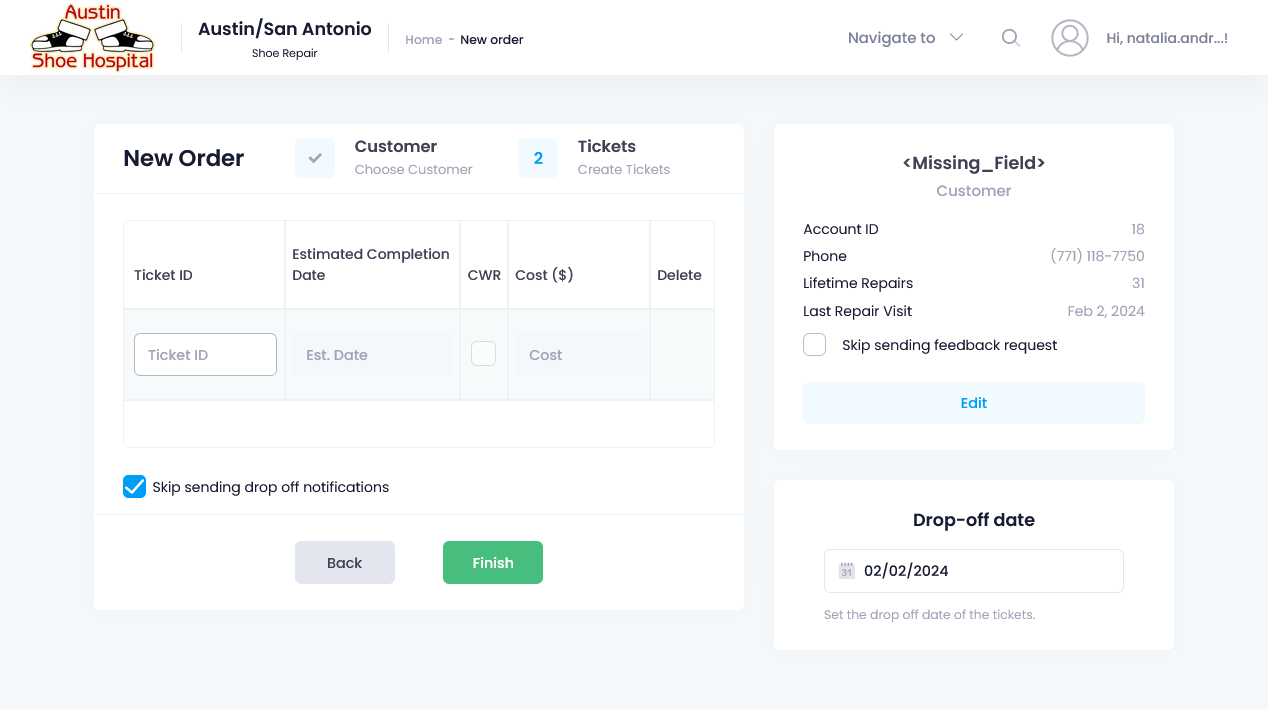 Austin
Shoe Hospital
Austin/San Antonio
Shoe Repair
Home - New order
Navigate to
Hi, natalia.andr...!
New Order
Customer
Choose Customer
2
Tickets
Create Tickets
Ticket ID
Estimated Completion
Date
CWR
Cost ($)
Delete
Ticket ID
Est. Date
Cost
Skip sending drop off notifications
Back
Finish
<Missing_Field>
Customer
Account ID
18
Phone
(771) 118-7750
Lifetime Repairs
31
Last Repair Visit
Feb 2, 2024
Skip sending feedback request
Edit
Drop-off date
31
02/02/2024
Set the drop off date of the tickets.